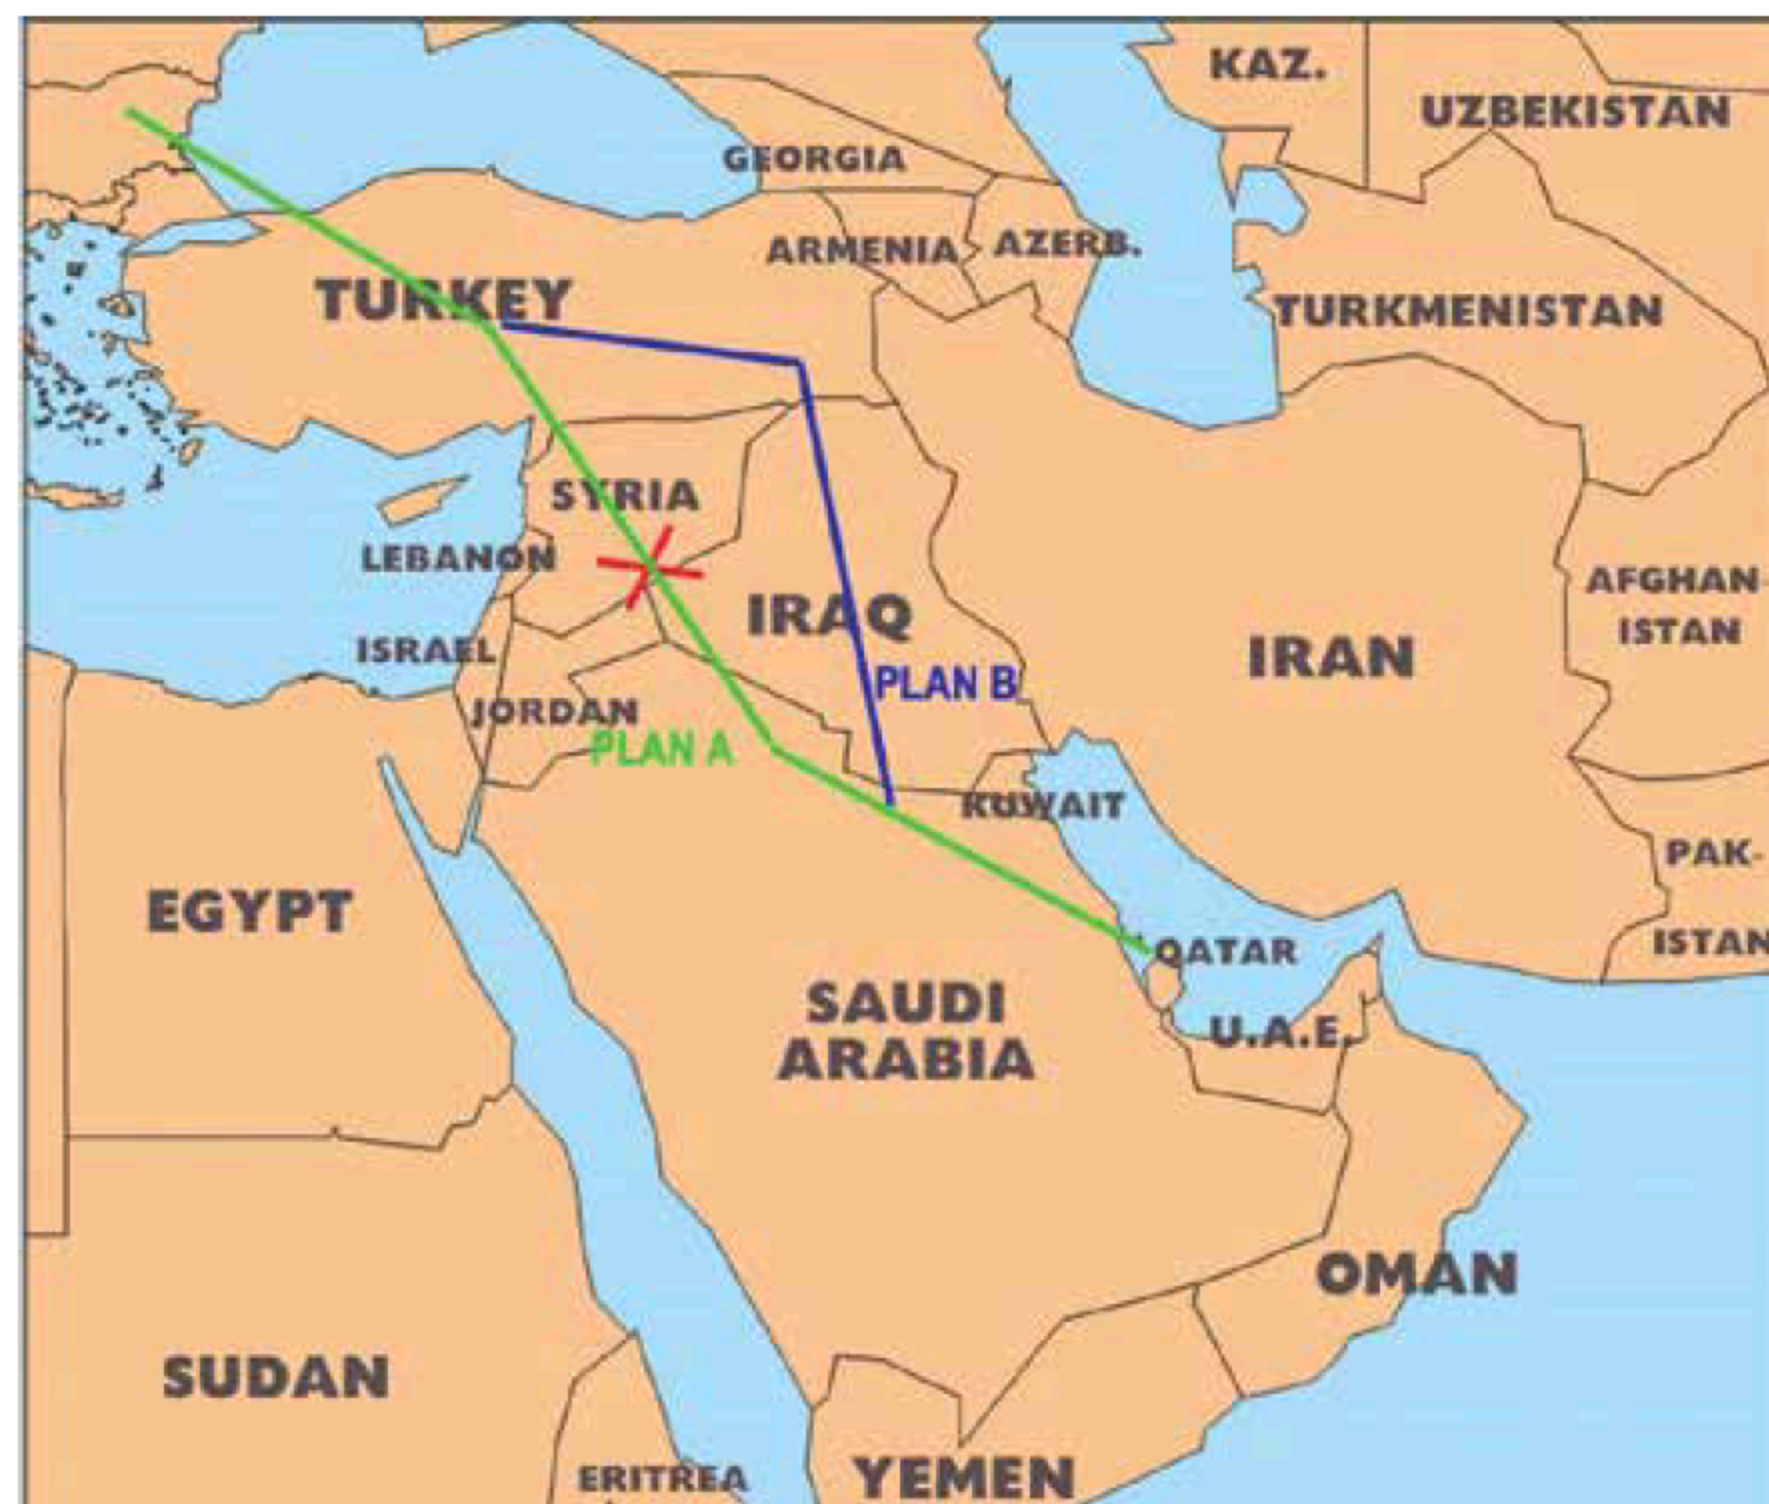 KAZ.
UZBEKISTAN
GEORGIA
ARMENIA
AZERB.
TURKEY
TURKMENISTAN
SYRIA
LEBANON
AFGHAN-
ISTAN
IRAQ
ISRAEL
IRAN
PLAN B
JORDAN
PLAN A
KUWAIT
PAK-
ISTAN
EGYPT
QATAR
SAUDI
ARABIA
U.A.E.
OMAN
SUDAN
ERITREA
YEMEN